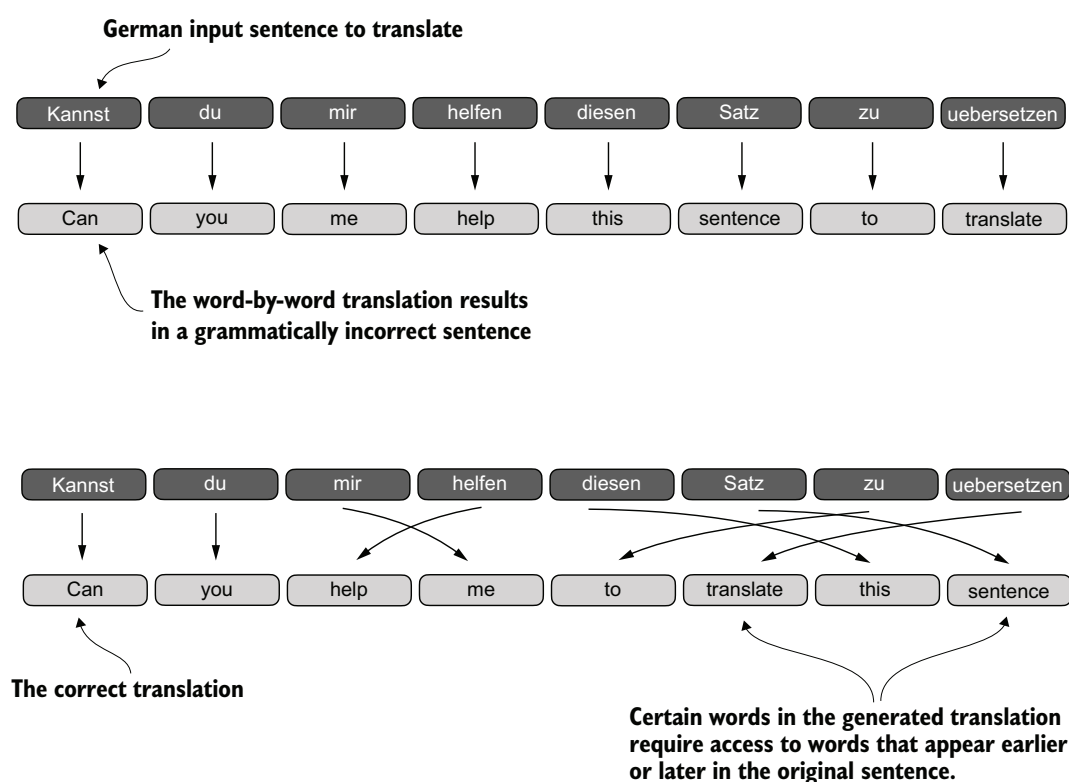 German input sentence to translate
Kannst du mir helfen diesen Satz zu uebersetzen
Can you me help this sentence to translate
The word-by-word translation results
in a grammatically incorrect sentence
Kannst du mir helfen diesen Satz zu uebersetzen
Can you help me to translate this sentence
The correct translation
Certain words in the generated translation
require access to words that appear earlier
or later in the original sentence.